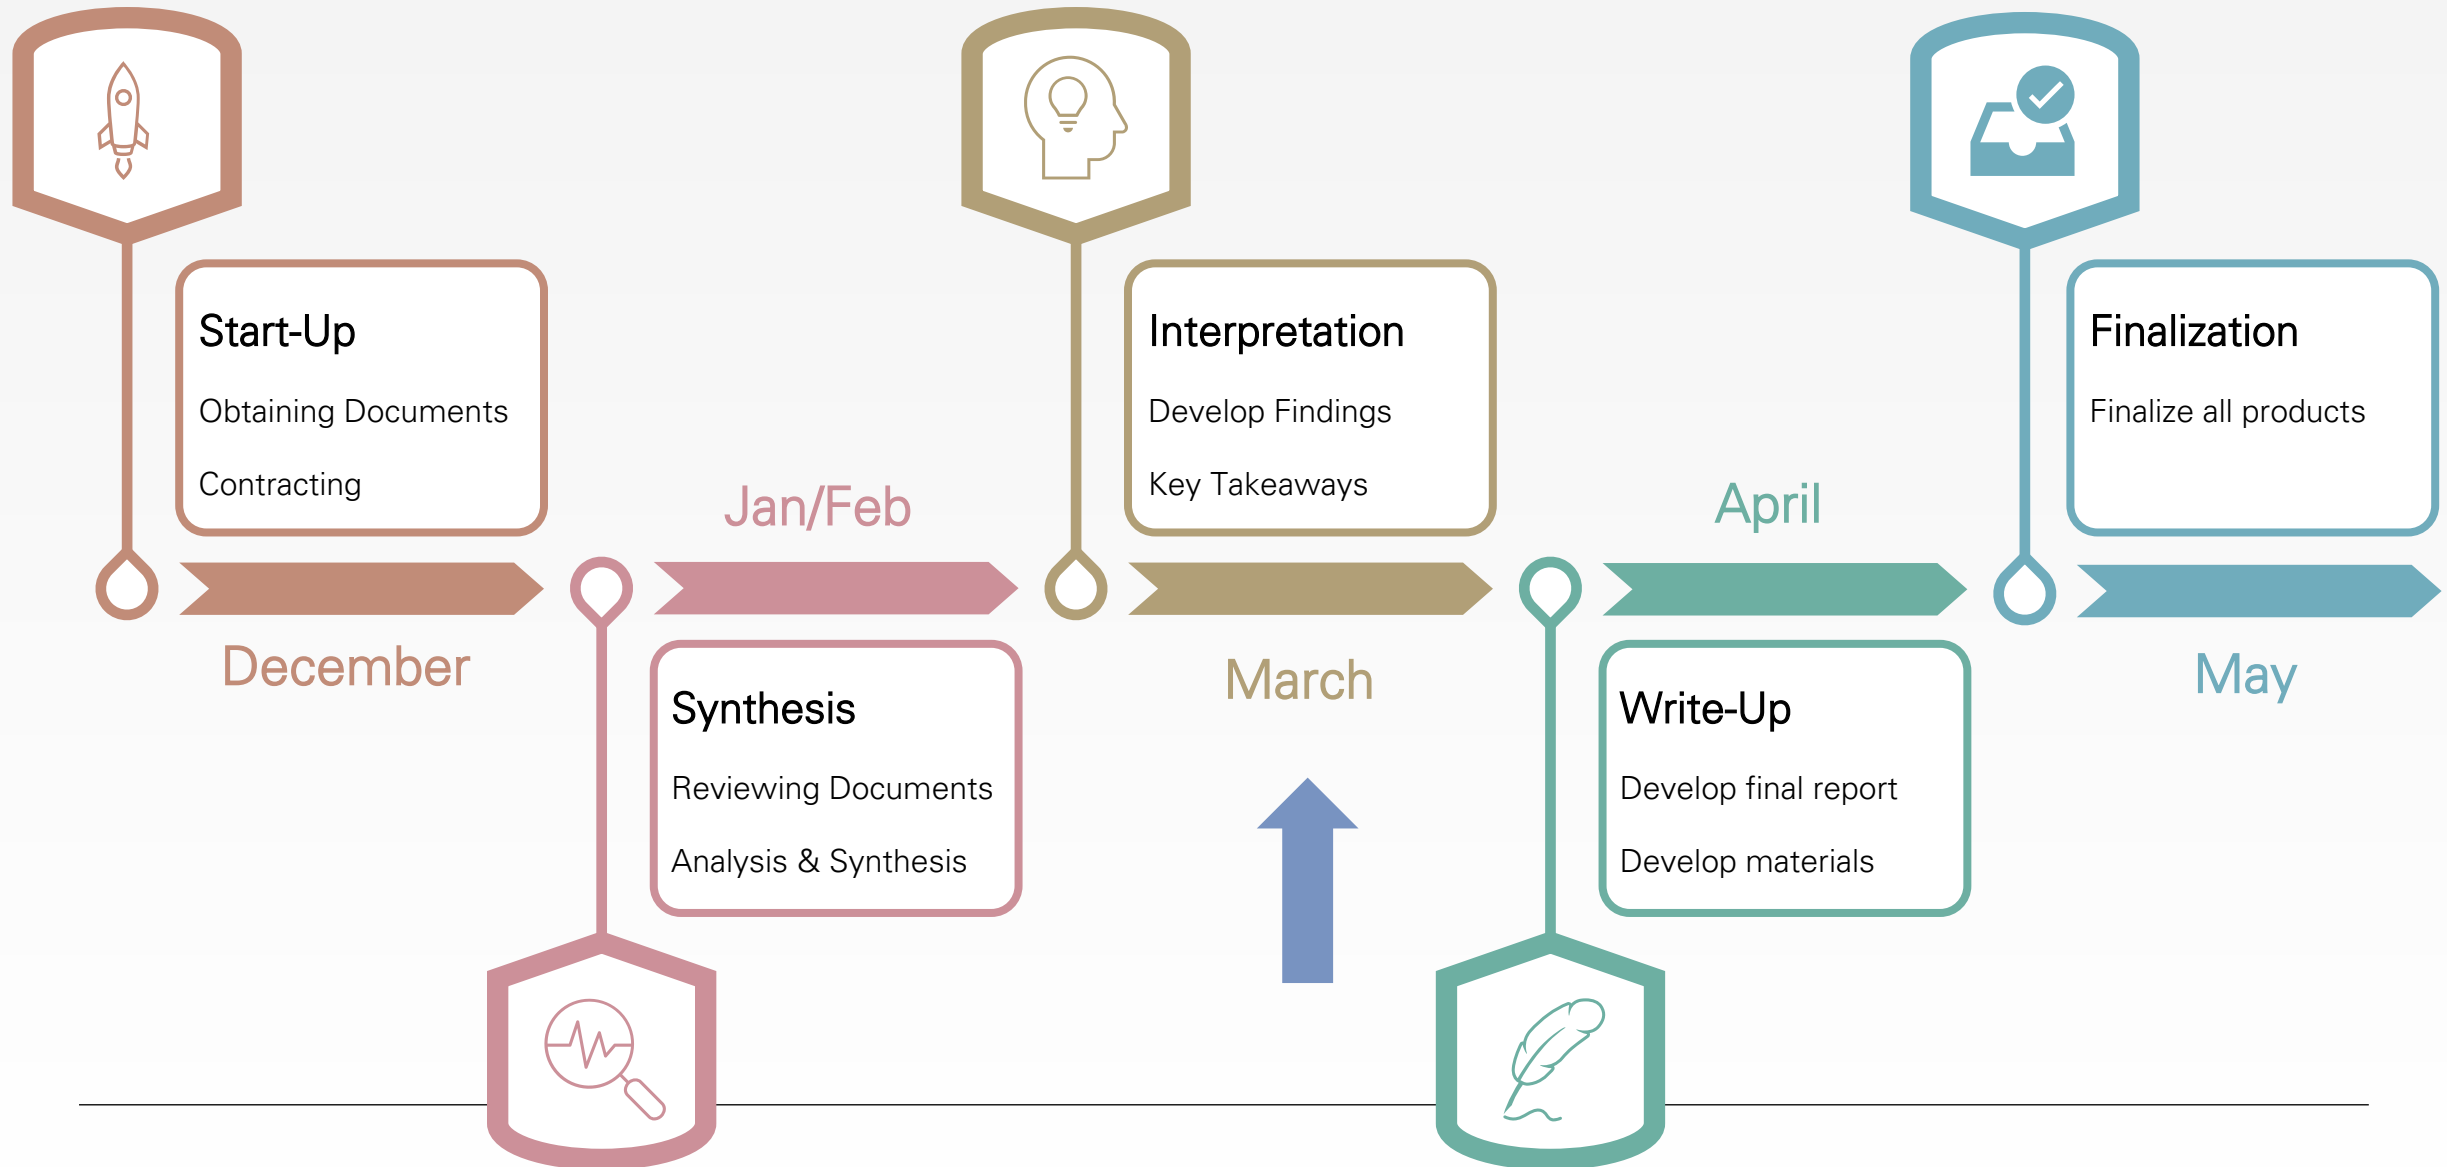 Start-Up
Obtaining Documents
Contracting
December
Jan/Feb
Synthesis
Reviewing Documents
Analysis & Synthesis
Interpretation
Develop Findings
Key Takeaways
March
April
Write-Up
Develop final report
Develop materials
Finalization
Finalize all products
May